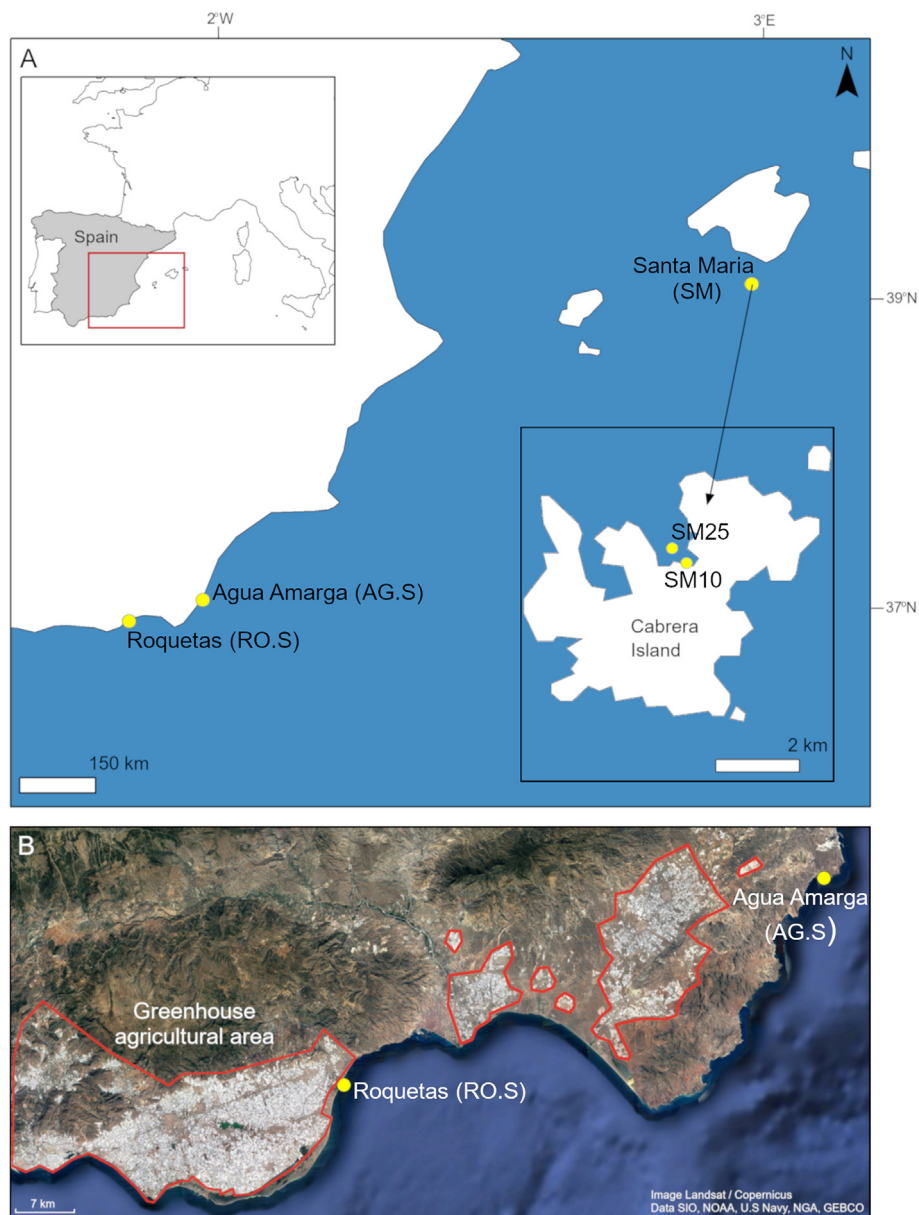 2°W
3°E
A
N
Spain
Santa Maria
(SM)
39°N
SM25
SM10
Agua Amarga (AG.S)
37°N
Roquetas (RO.S)
Cabrera
Island
150 km
2 km
B
Agua Amarga
(AG.S)
Greenhouse
agricultural area
Roquetas (RO.S)
7 km
Image Landsat / Copernicus
Data SIO, NOAA, U.S Navy, NGA, GEBCO